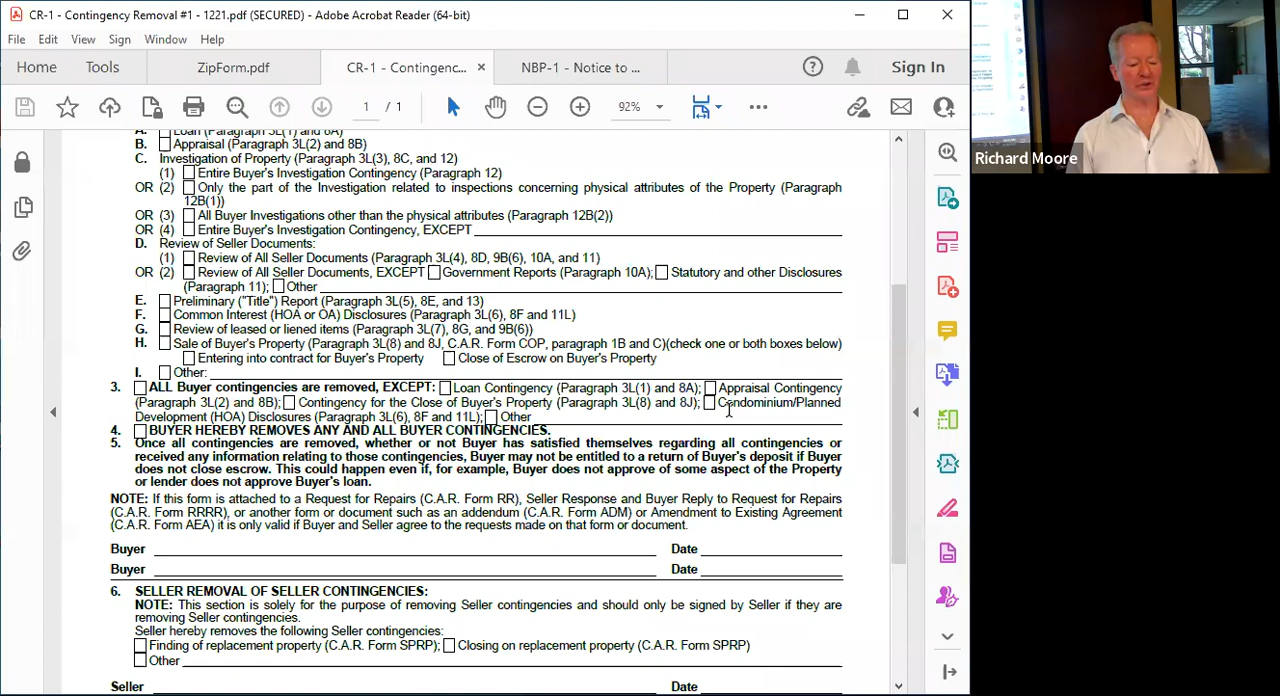 CR-1 - Contingency Removal #1 - 1221.pdf (SECURED) - Adobe Acrobat Reader (64-bit)
File Edit View Sign Window Help
Home Tools ZipForm.pdf CR-1 - Contingenc... × NBP-1 - Notice to ... Sign In
1 / 1 92%
A. Loan (Paragraph 3L(1) and 8A)
B. Appraisal (Paragraph 3L(2) and 8B)
C. Investigation of Property (Paragraph 3L(3), 8C, and 12)
(1) Entire Buyer's Investigation Contingency (Paragraph 12)
OR (2) Only the part of the Investigation related to inspections concerning physical attributes of the Property (Paragraph
12B(1))
OR (3) All Buyer Investigations other than the physical attributes (Paragraph 12B(2))
OR (4) Entire Buyer's Investigation Contingency, EXCEPT
D. Review of Seller Documents:
(1) Review of All Seller Documents (Paragraph 3L(4), 8D, 9B(6), 10A, and 11)
OR (2) Review of All Seller Documents, EXCEPT Government Reports (Paragraph 10A); Statutory and other Disclosures
(Paragraph 11); Other
E. Preliminary ("Title") Report (Paragraph 3L(5), 8E, and 13)
F. Common Interest (HOA or OA) Disclosures (Paragraph 3L(6), 8F and 11L)
G. Review of leased or liened items (Paragraph 3L(7), 8G, and 9B(6))
H. Sale of Buyer's Property (Paragraph 3L(8) and 8J, C.A.R. Form COP, paragraph 1B and C)(check one or both boxes below)
Entering into contract for Buyer's Property Close of Escrow on Buyer's Property
I. Other:
3. ALL Buyer contingencies are removed, EXCEPT: Loan Contingency (Paragraph 3L(1) and 8A); Appraisal Contingency
(Paragraph 3L(2) and 8B); Contingency for the Close of Buyer's Property (Paragraph 3L(8) and 8J); Condominium/Planned
Development (HOA) Disclosures (Paragraph 3L(6), 8F and 11L); Other
4. BUYER HEREBY REMOVES ANY AND ALL BUYER CONTINGENCIES.
5. Once all contingencies are removed, whether or not Buyer has satisfied themselves regarding all contingencies or
received any information relating to those contingencies, Buyer may not be entitled to a return of Buyer's deposit if Buyer
does not close escrow. This could happen even if, for example, Buyer does not approve of some aspect of the Property
or lender does not approve Buyer's loan.
NOTE: If this form is attached to a Request for Repairs (C.A.R. Form RR), Seller Response and Buyer Reply to Request for Repairs
(C.A.R. Form RRRR), or another form or document such as an addendum (C.A.R. Form ADM) or Amendment to Existing Agreement
(C.A.R. Form AEA) it is only valid if Buyer and Seller agree to the requests made on that form or document.
Buyer Date
Buyer Date
6. SELLER REMOVAL OF SELLER CONTINGENCIES:
NOTE: This section is solely for the purpose of removing Seller contingencies and should only be signed by Seller if they are
removing Seller contingencies.
Seller hereby removes the following Seller contingencies:
Finding of replacement property (C.A.R. Form SPRP); Closing on replacement property (C.A.R. Form SPRP)
Other
Seller Date
Richard Moore